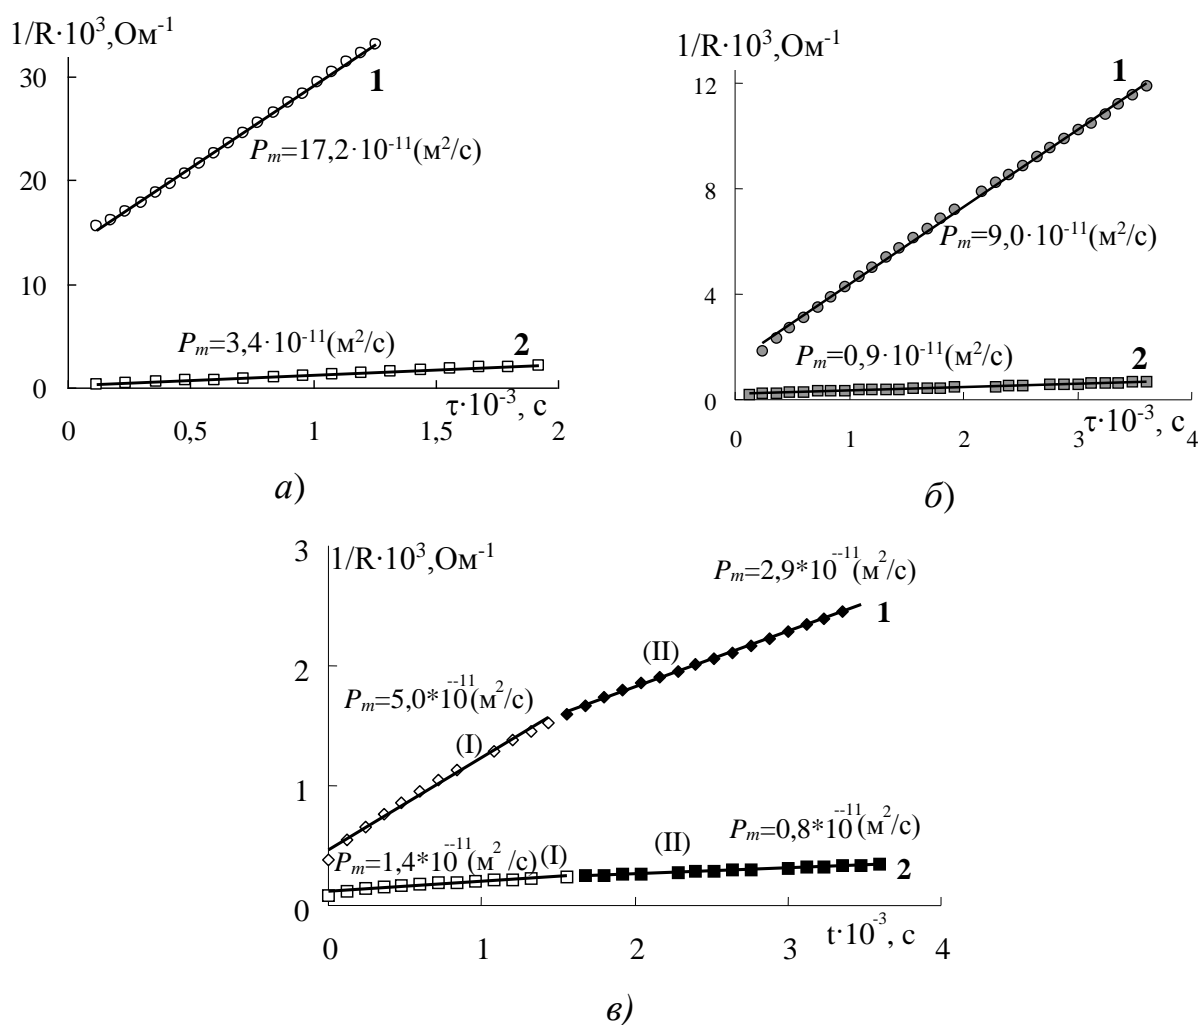 1/R·10³,Ом⁻¹
30
1
Pₘ=17,2·10⁻¹¹(м²/с)
20
10
Pₘ=3,4·10⁻¹¹(м²/с)
2
0
τ·10⁻³, с
0 0,5 1 1,5 2
а)
1/R·10³,Ом⁻¹
12
1
8
Pₘ=9,0·10⁻¹¹(м²/с)
4
Pₘ=0,9·10⁻¹¹(м²/с)
2
0
τ·10⁻³, с
0 1 2 3 4
б)
3
1/R·10³,Ом⁻¹
Pₘ=2,9*10⁻⁻¹¹(м²/с)
1
2
(II)
Pₘ=5,0*10⁻⁻¹¹(м²/с)
(I)
1
Pₘ=0,8*10⁻⁻¹¹(м²/с)
(II)
Pₘ=1,4*10⁻⁻¹¹(м² /с)
(I)
2
0
t·10⁻³, с
0 1 2 3 4
в)